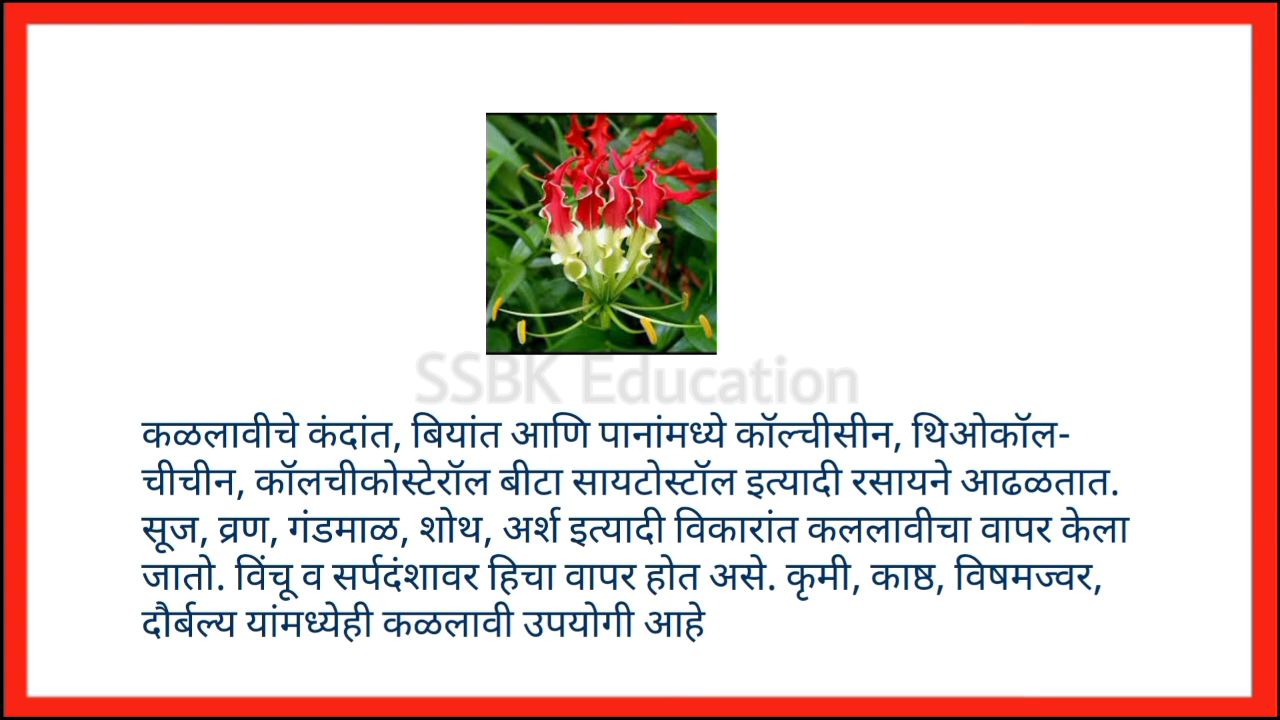 SSBK Education
कळलावीचे कंदांत, बियांत आणि पानांमध्ये कॉल्चीसीन, थिओकॉल-
चीचीन, कॉलचीकोस्टेरॉल बीटा सायटोस्टॉल इत्यादी रसायने आढळतात.
सूज, व्रण, गंडमाळ, शोथ, अर्श इत्यादी विकारांत कललावीचा वापर केला
जातो. विंचू व सर्पदंशावर हिचा वापर होत असे. कृमी, काष्ठ, विषमज्वर,
दौर्बल्य यांमध्येही कळलावी उपयोगी आहे